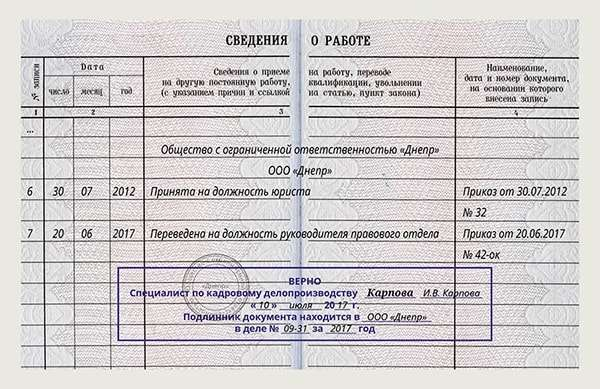 СВЕДЕНИЯ О РАБОТЕ
№ записи
Дата
число месяц год
Сведения о приеме на работу, переводе
на другую постоянную работу, квалификации, увольнении
(с указанием причин и ссылкой на статью, пункт закона)
Наименование,
дата и номер документа,
на основании которого
внесена запись
1 2 3 4
...
Общество с ограниченной ответственностью «Днепр»
ООО «Днепр»
6 30 07 2012 Принята на должность юриста Приказ от 30.07.2012
№ 32
7 20 06 2017 Переведена на должность руководителя правового отдела Приказ от 20.06.2017
№ 42-ок
«Днепр»
ВЕРНО
Специалист по кадровому делопроизводству Карпова И.В. Карпова
« 10 » июля 20 17 г.
Подлинник документа находится в ООО «Днепр»
в деле № 09-31 за 2017 год